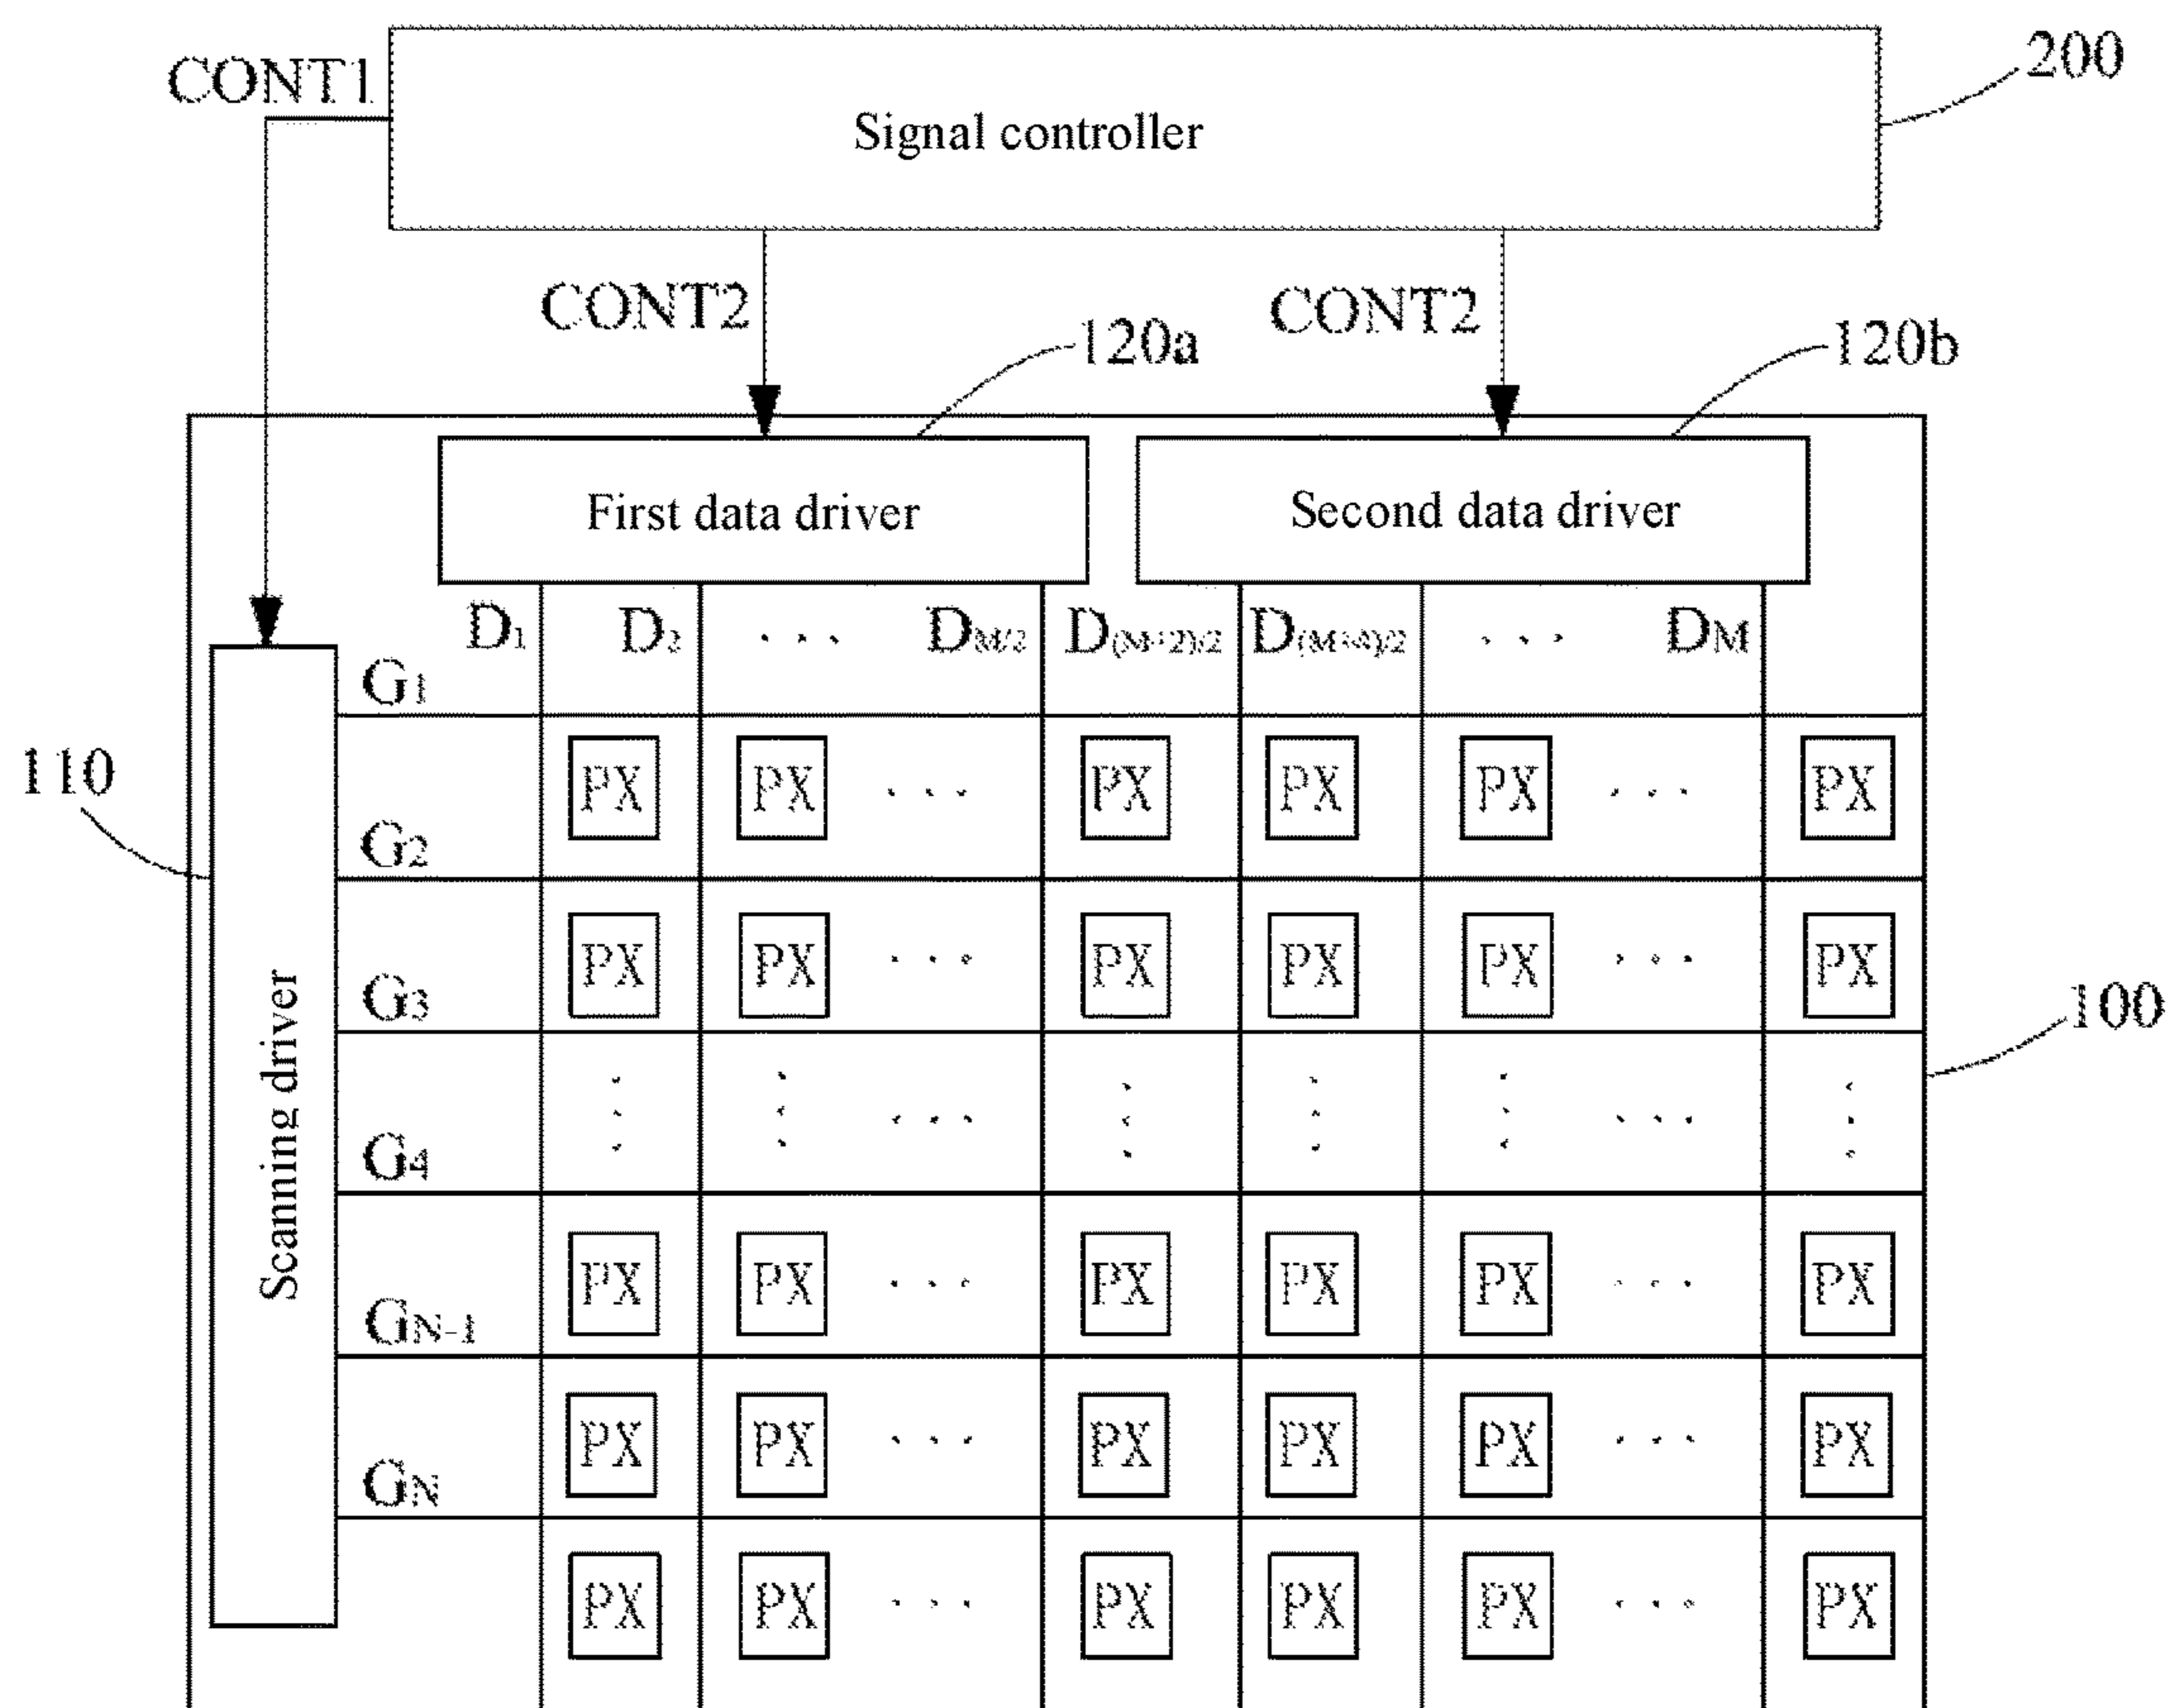 CONT1
200
Signal controller
CONT2
CONT2
120a
120b
First data driver
Second data driver
D1 D2 . . . DM/2 D(M+2)/2 D(M+4)/2 . . . DM
G1
110
PX PX . . . PX PX PX . . . PX
G2
PX PX . . . PX PX PX . . . PX
G3
100
Scanning driver
G4
PX PX . . . PX PX PX . . . PX
GN-1
PX PX . . . PX PX PX . . . PX
GN
PX PX . . . PX PX PX . . . PX